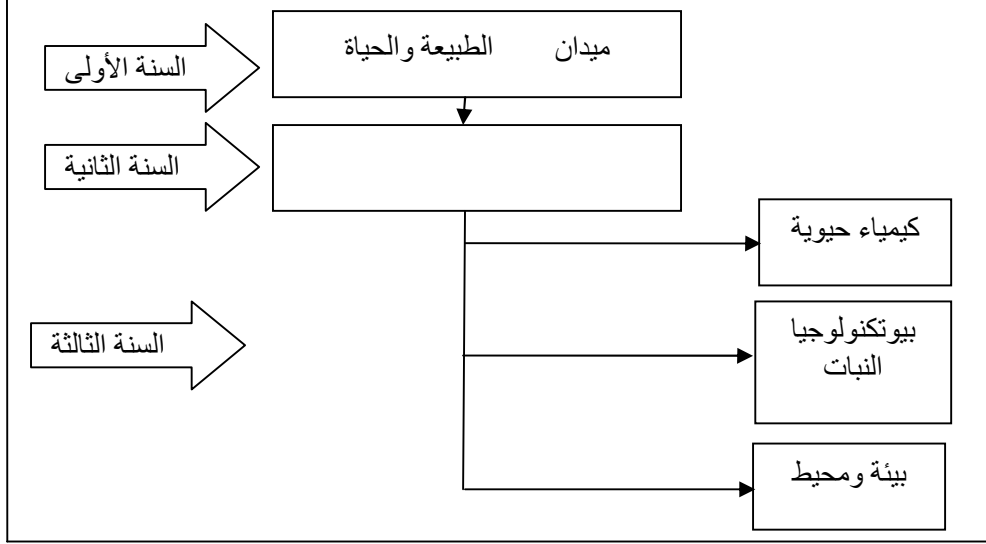 السنة الأولى
ميدان الطبيعة والحياة
السنة الثانية
كيمياء حيوية
السنة الثالثة
بيوتكنولوجيا
النبات
بيئة ومحيط